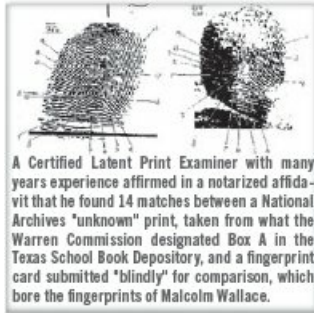 A Certified Latent Print Examiner with many
years experience affirmed in a notarized affida-
vit that he found 14 matches between a National
Archives "unknown" print, taken from what the
Warren Commission designated Box A in the
Texas School Book Depository, and a fingerprint
card submitted "blindly" for comparison, which
bore the fingerprints of Malcolm Wallace.